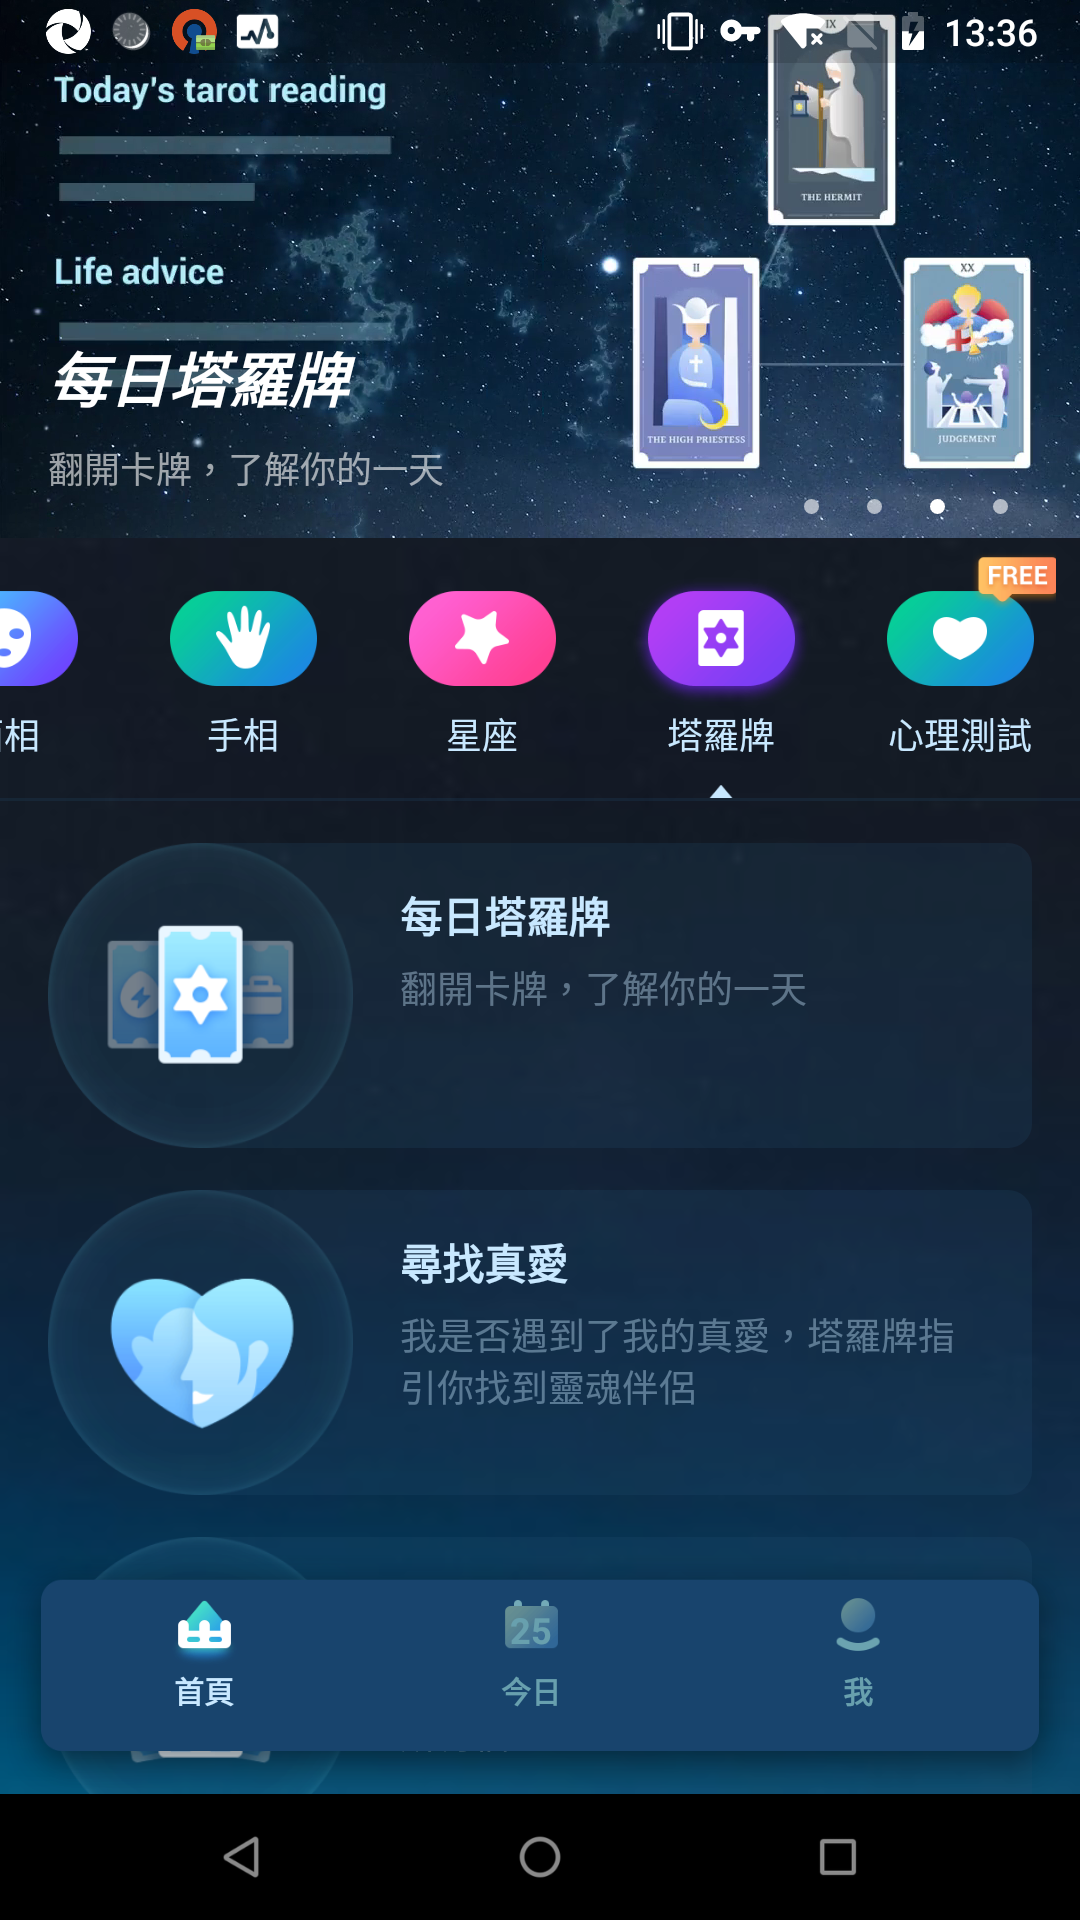 13:36
Today's tarot reading
IX
THE HERMIT
Life advice
II
XX
每日塔羅牌
THE HIGH PRIESTESS
JUDGEMENT
翻開卡牌，了解你的一天
FREE
相
手相
星座
塔羅牌
心理測試
每日塔羅牌
翻開卡牌，了解你的一天
尋找真愛
我是否遇到了我的真愛，塔羅牌指
引你找到靈魂伴侶
25
首頁
今日
我